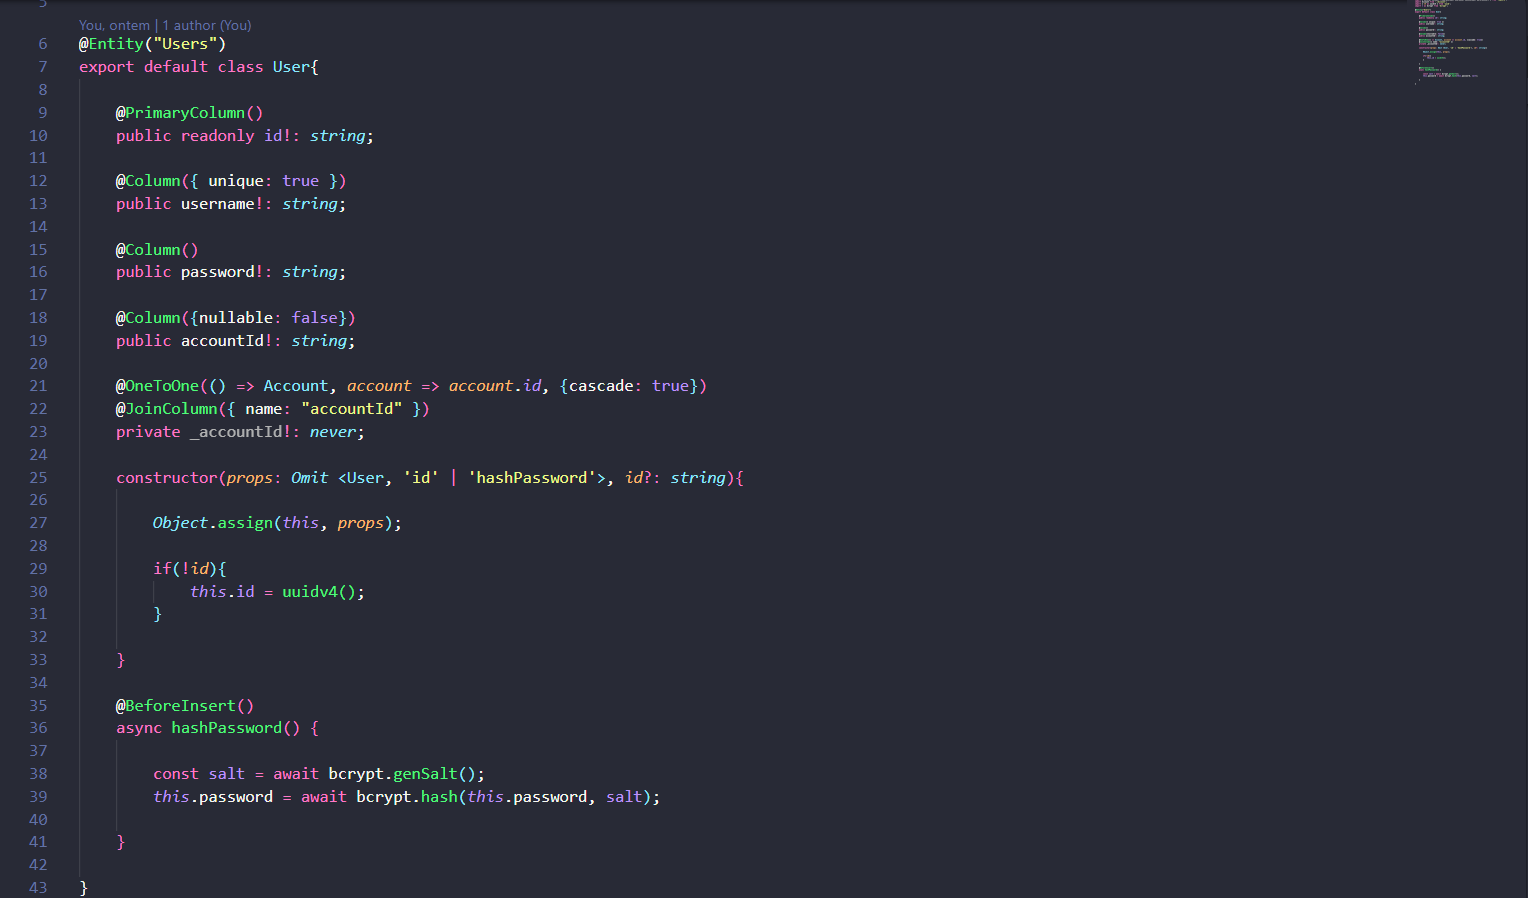 5
You, ontem | 1 author (You)
6 @Entity("Users")
7 export default class User{
8
9 @PrimaryColumn()
10 public readonly id!: string;
11
12 @Column({ unique: true })
13 public username!: string;
14
15 @Column()
16 public password!: string;
17
18 @Column({nullable: false})
19 public accountId!: string;
20
21 @OneToOne(() => Account, account => account.id, {cascade: true})
22 @JoinColumn({ name: "accountId" })
23 private _accountId!: never;
24
25 constructor(props: Omit <User, 'id' | 'hashPassword'>, id?: string){
26
27 Object.assign(this, props);
28
29 if(!id){
30 this.id = uuidv4();
31 }
32
33 }
34
35 @BeforeInsert()
36 async hashPassword() {
37
38 const salt = await bcrypt.genSalt();
39 this.password = await bcrypt.hash(this.password, salt);
40
41 }
42
43 }